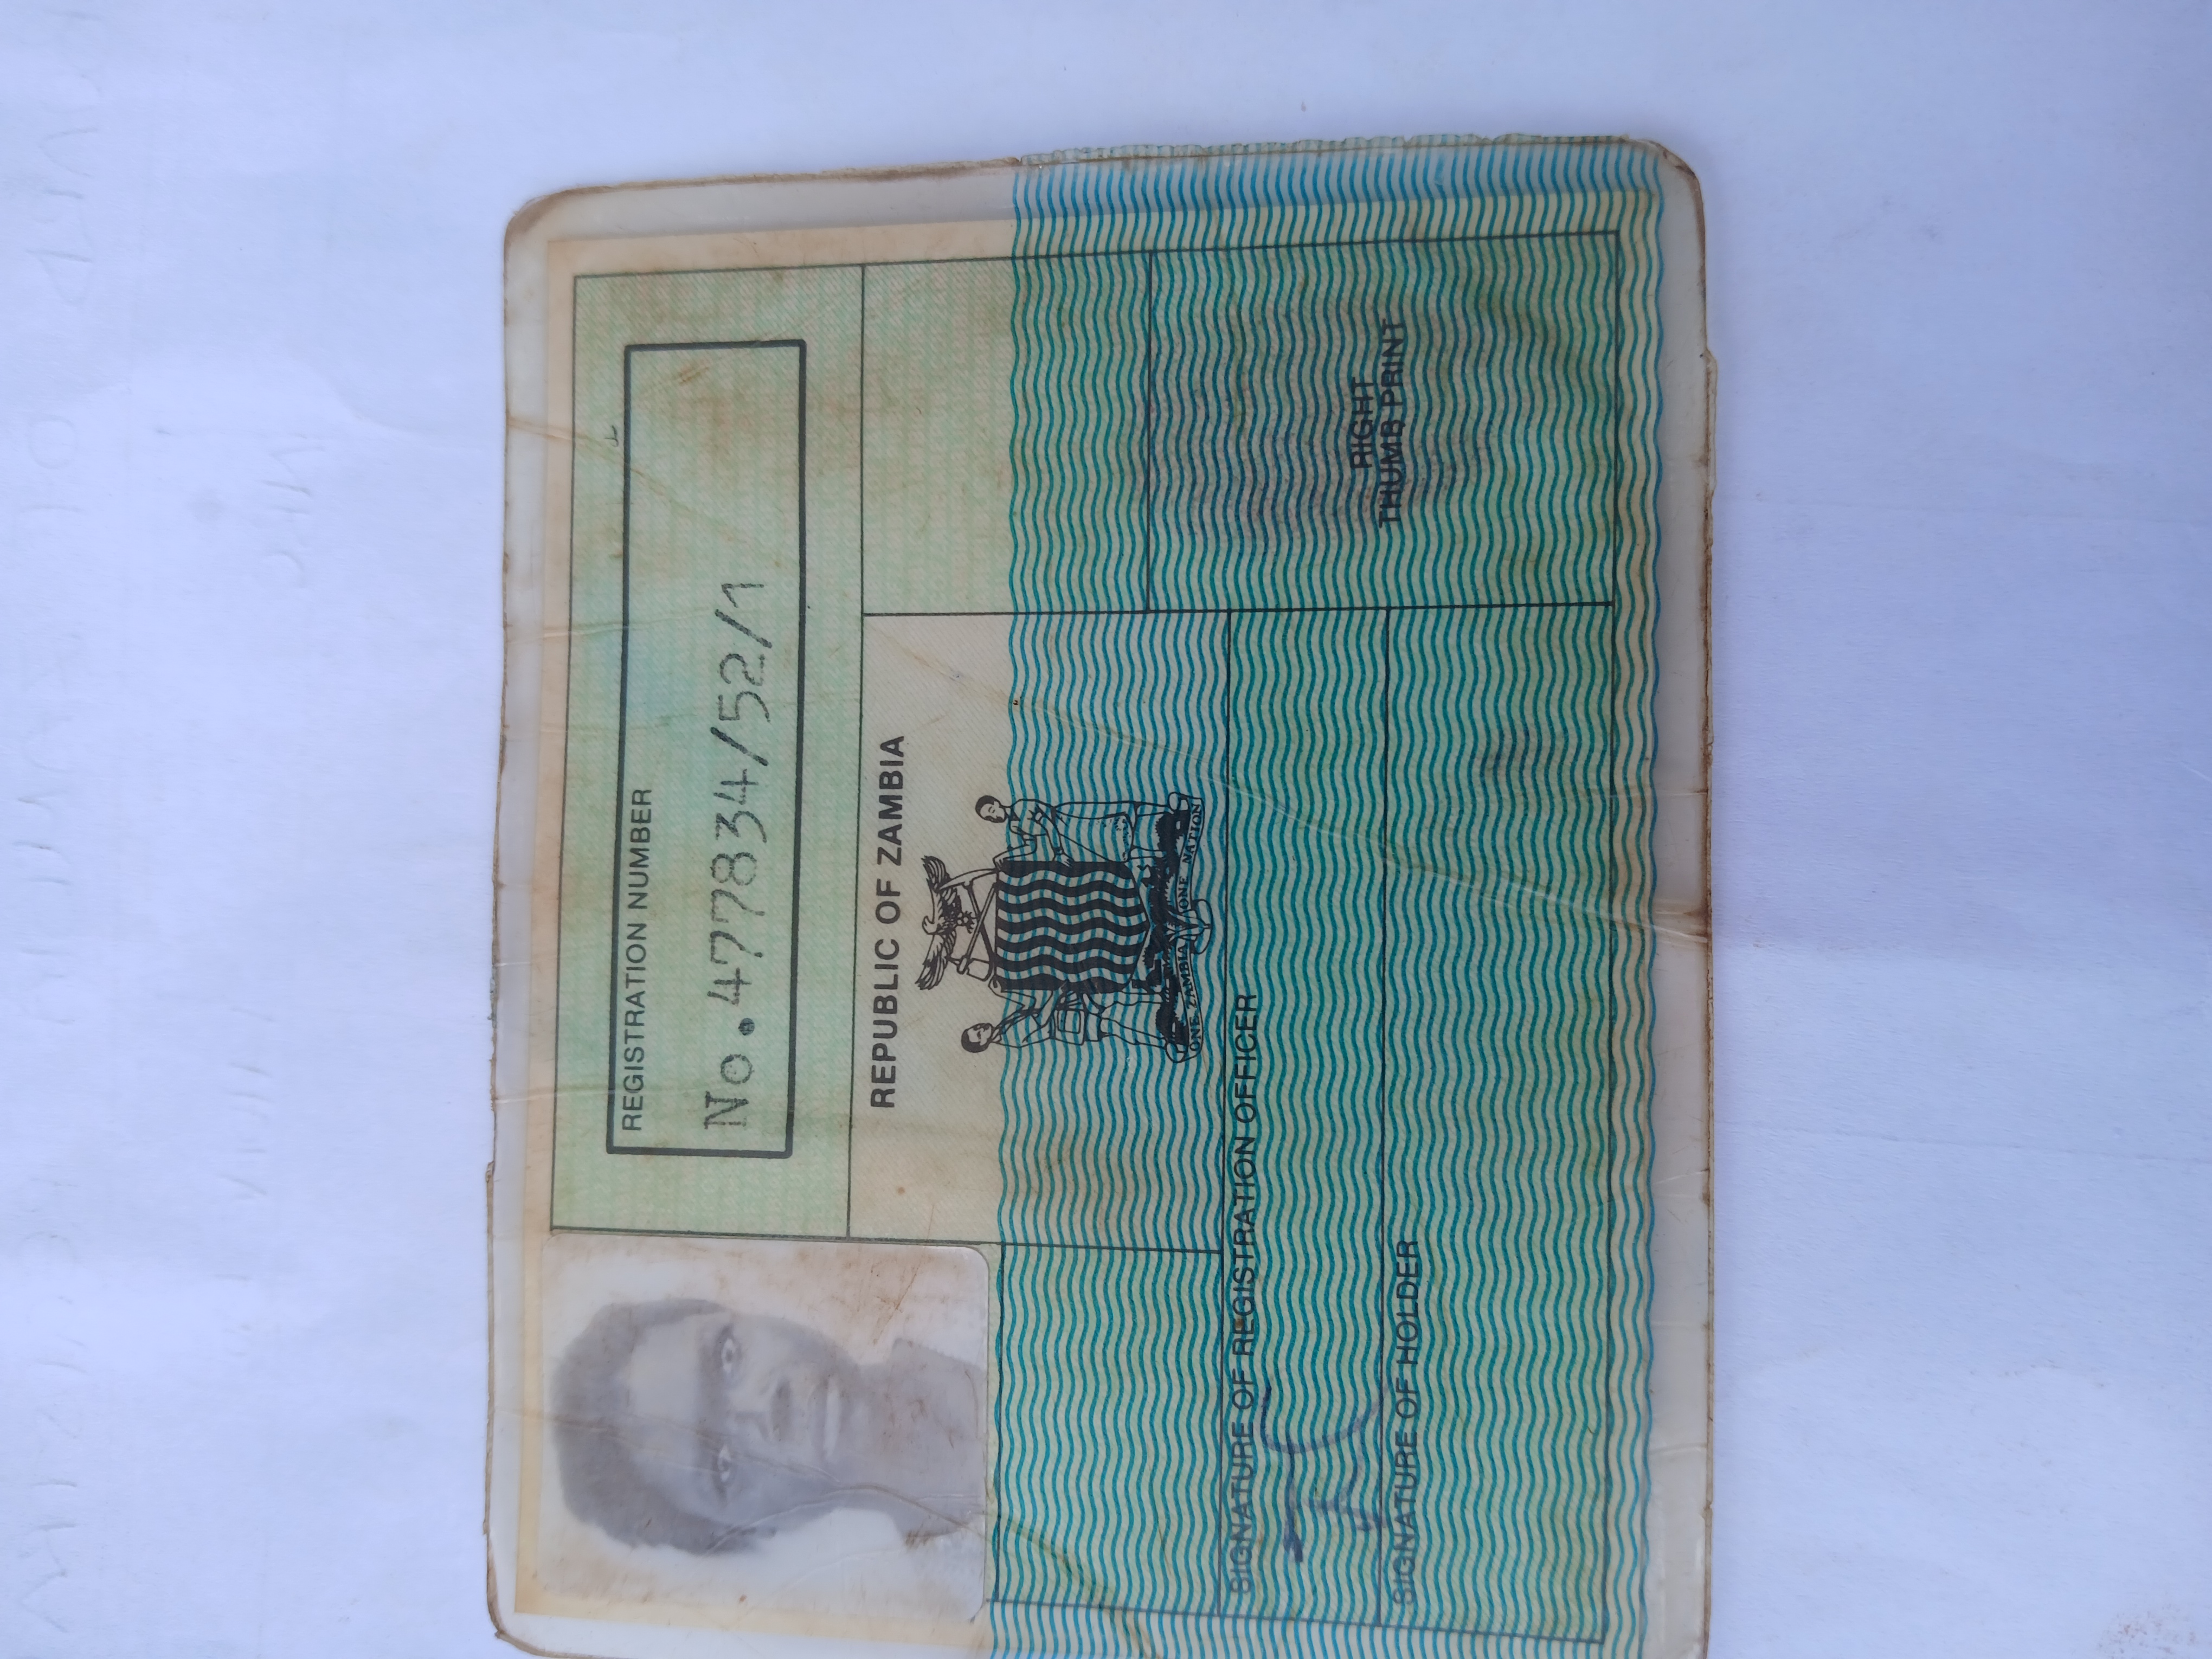 REGISTRATION NUMBER
No. 477834/52/1
REPUBLIC OF ZAMBIA
ONE ZAMBIA ONE NATION
RIGHT
THUMB PRINT
SIGNATURE OF REGISTRATION OFFICER
SIGNATURE OF HOLDER